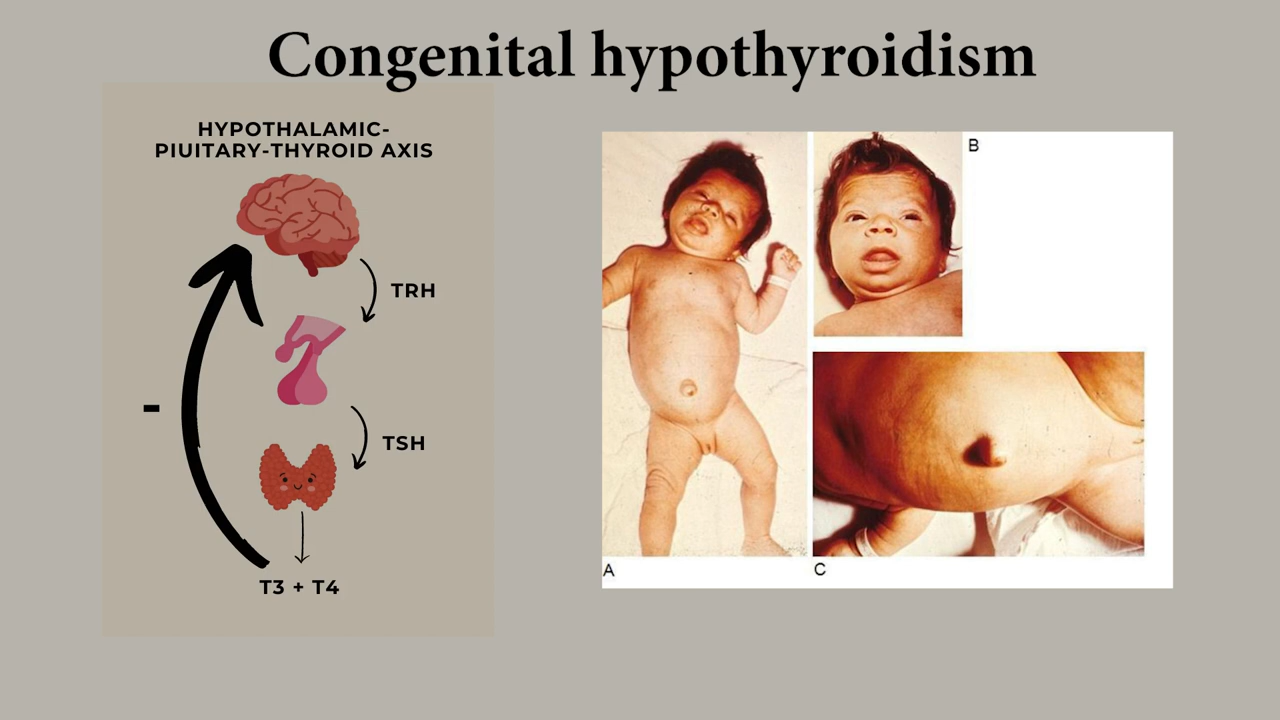 Congenital hypothyroidism
HYPOTHALAMIC-
PIUITARY-THYROID AXIS
TRH
-
TSH
T3 + T4
A
B
C